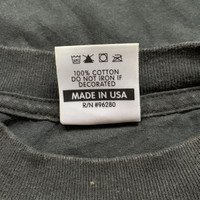 100% COTTON
DO NOT IRON IF
DECORATED
MADE IN USA
R/N #96280